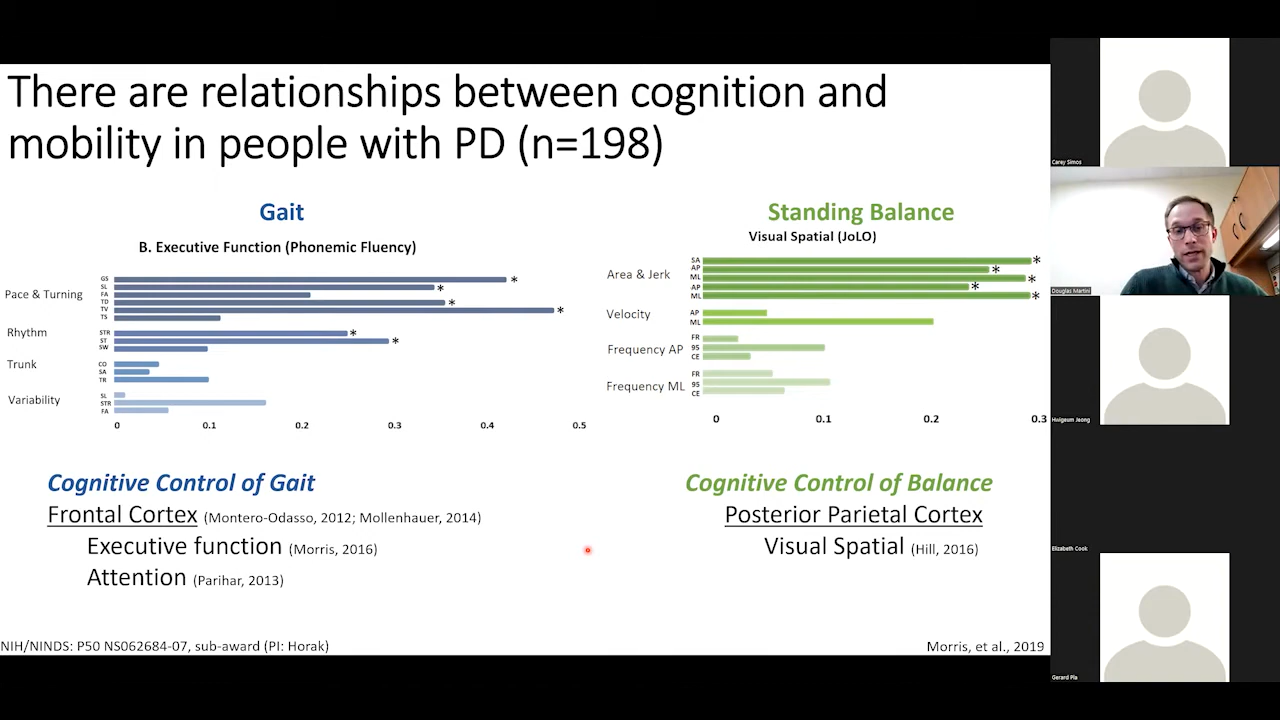 There are relationships between cognition and
mobility in people with PD (n=198)
Gait
B. Executive Function (Phonemic Fluency)
Pace & Turning
GS
SL
FA
TD
TV
TS
Rhythm
STR
ST
SW
Trunk
CO
SA
TR
Variability
SL
STR
FA
0 0.1 0.2 0.3 0.4 0.5
* * * * * *
Standing Balance
Visual Spatial (JoLO)
Area & Jerk
SA
AP
ML
AP
ML
Velocity
AP
ML
Frequency AP
FR
95
CE
Frequency ML
FR
95
CE
0 0.1 0.2 0.3
* * * * *
Cognitive Control of Gait
Frontal Cortex (Montero-Odasso, 2012; Mollenhauer, 2014)
Executive function (Morris, 2016)
Attention (Parihar, 2013)
Cognitive Control of Balance
Posterior Parietal Cortex
Visual Spatial (Hill, 2016)
NIH/NINDS: P50 NS062684-07, sub-award (PI: Horak)
Morris, et al., 2019
Carey Simos
Douglas Martini
Hwigeum Jeong
Elizabeth Cook
Gerard Pla